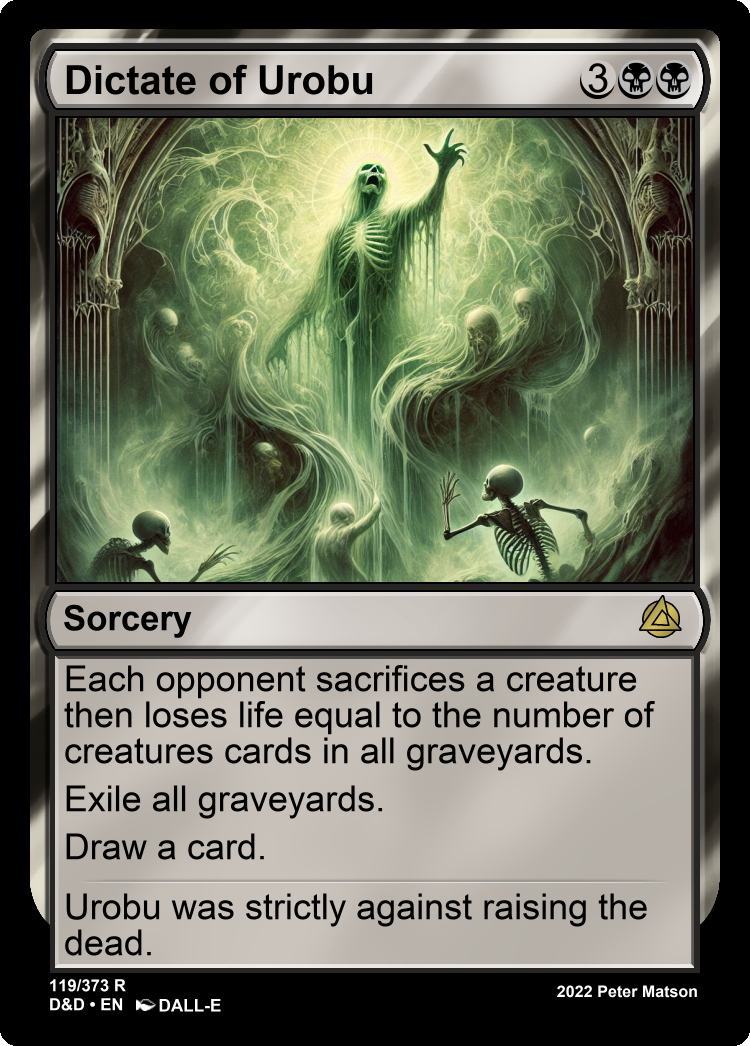 Dictate of Urobu 3
Sorcery
Each opponent sacrifices a creature
then loses life equal to the number of
creatures cards in all graveyards.
Exile all graveyards.
Draw a card.
Urobu was strictly against raising the
dead.
119/373 R
D&D • EN DALL-E
2022 Peter Matson